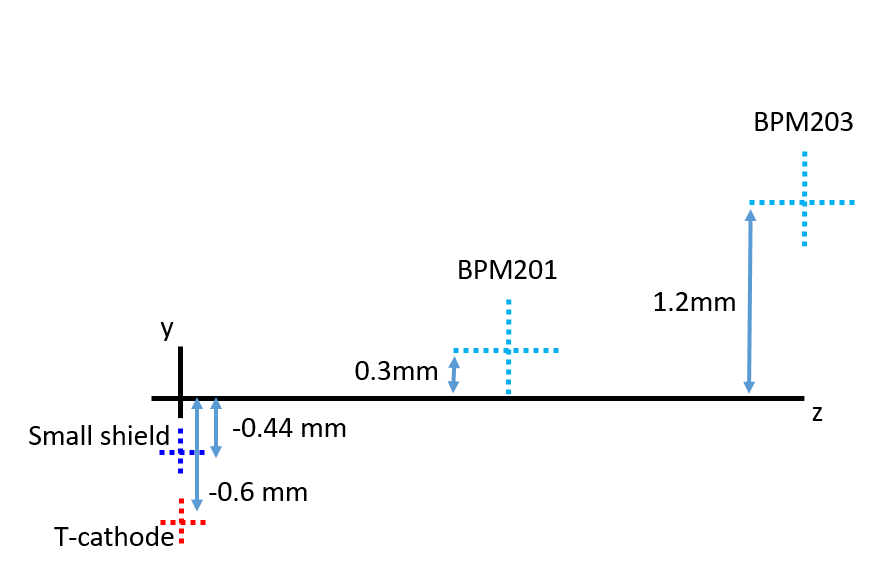 BPM203
BPM201
1.2mm
y
0.3mm
z
Small shield
-0.44 mm
-0.6 mm
T-cathode